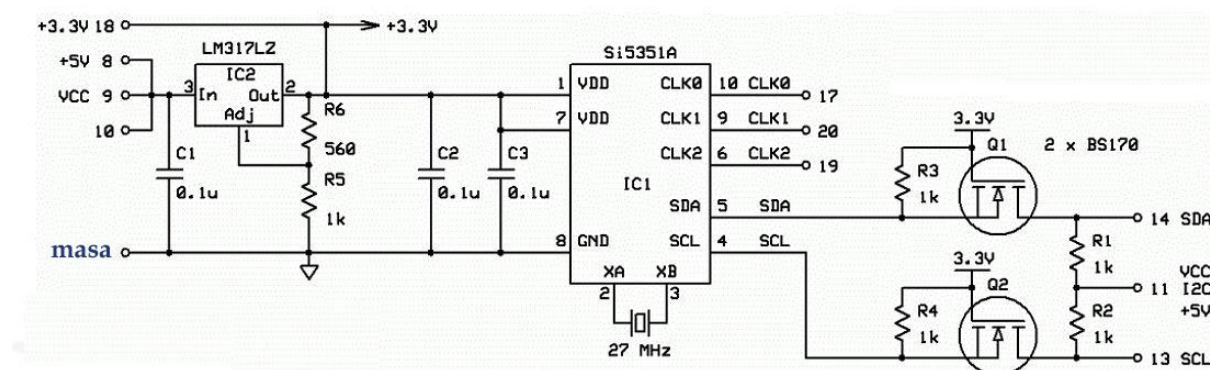 +3.3V 18
+3.3V
+5V 8
VCC 9
10
LM317LZ
IC2
3 In Out 2
Adj
1
R6
560
R5
1k
C1
0.1u
C2
0.1u
C3
0.1u
masa
Si5351A
1 VDD CLK0 10 CLK0 17
7 VDD CLK1 9 CLK1 20
CLK2 6 CLK2 19
IC1
SDA 5 SDA
8 GND SCL 4 SCL
XA XB
2 3
27 MHz
3.3V
Q1
2 x BS170
R3
1k
14 SDA
R1
1k
3.3V
Q2
VCC
11 I2C
+5V
R4
1k
R2
1k
13 SCL